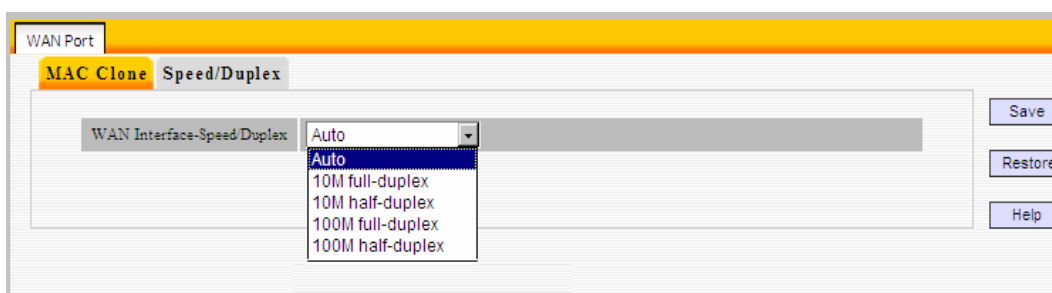 WAN Port
MAC Clone Speed/Duplex
Save
WAN Interface-Speed/Duplex Auto
Auto
Restore
10M full-duplex
10M half-duplex
Help
100M full-duplex
100M half-duplex